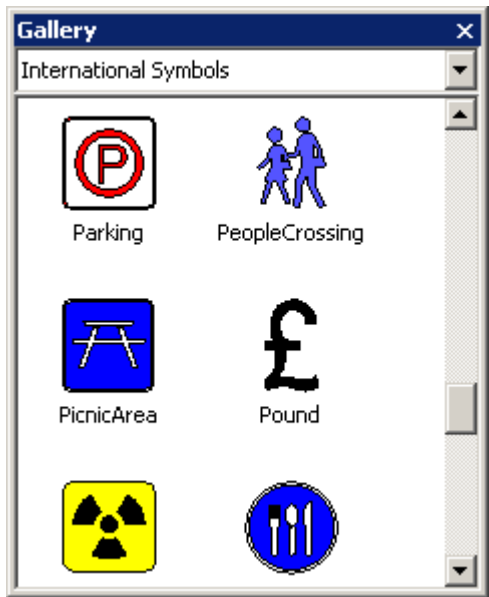 Gallery
International Symbols
P
Parking
PeopleCrossing
£
PicnicArea
Pound